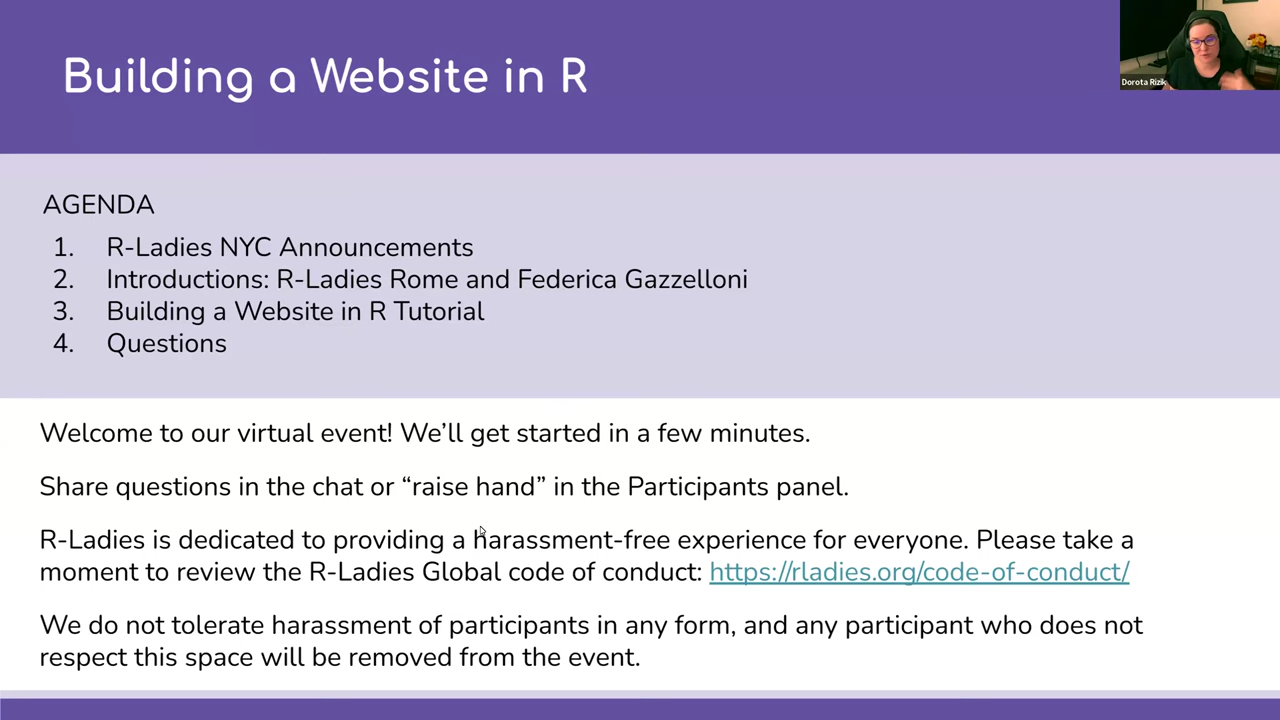 Building a Website in R
Dorota Rizik
AGENDA
1. R-Ladies NYC Announcements
2. Introductions: R-Ladies Rome and Federica Gazzelloni
3. Building a Website in R Tutorial
4. Questions
Welcome to our virtual event! We’ll get started in a few minutes.
Share questions in the chat or “raise hand” in the Participants panel.
R-Ladies is dedicated to providing a harassment-free experience for everyone. Please take a
moment to review the R-Ladies Global code of conduct: https://rladies.org/code-of-conduct/
We do not tolerate harassment of participants in any form, and any participant who does not
respect this space will be removed from the event.